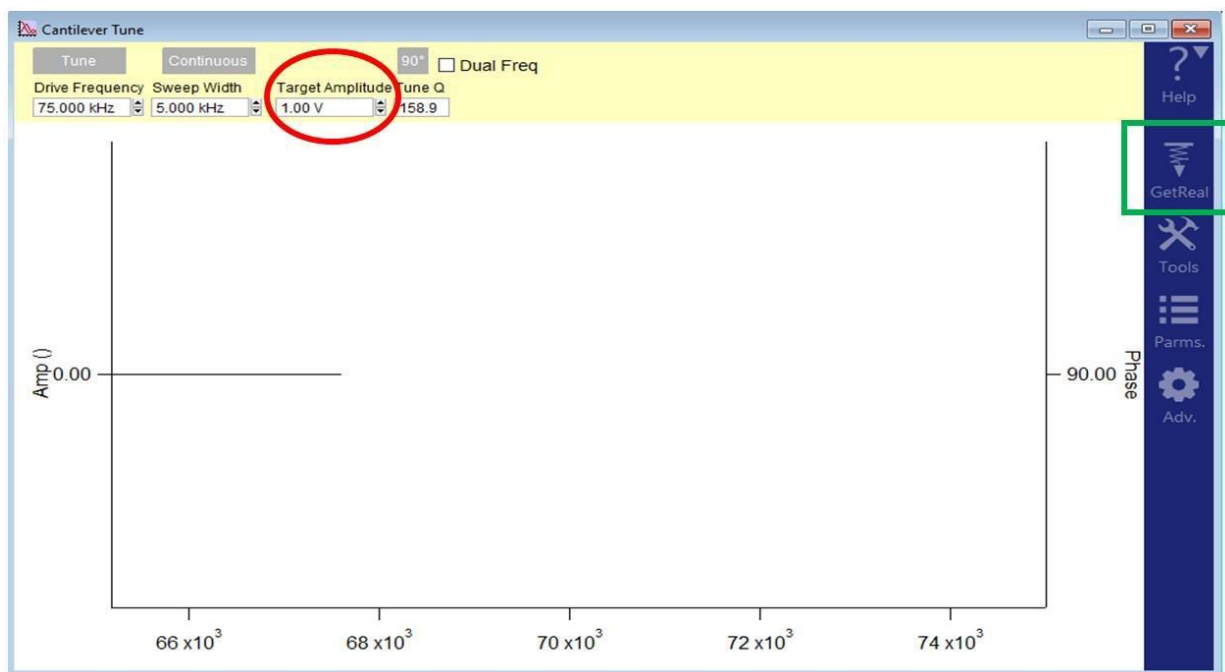 Cantilever Tune
Tune Continuous 90° Dual Freq
Drive Frequency Sweep Width Target Amplitude Tune Q
75.000 kHz 5.000 kHz 1.00 V 158.9
?
Help
GetReal
Tools
Parms.
Adv.
Amp ()
0.00
90.00
Phase
66 x10³ 68 x10³ 70 x10³ 72 x10³ 74 x10³